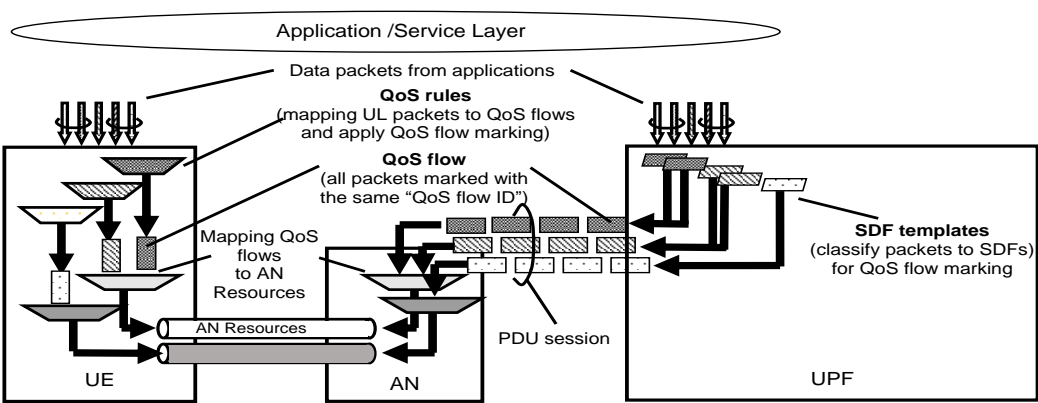 Application /Service Layer
Data packets from applications
QoS rules
(mapping UL packets to QoS flows
and apply QoS flow marking)
QoS flow
(all packets marked with
the same “QoS flow ID”)
Mapping QoS
flows
to AN
Resources
SDF templates
(classify packets to SDFs)
for QoS flow marking
AN Resources
PDU session
UE
AN
UPF